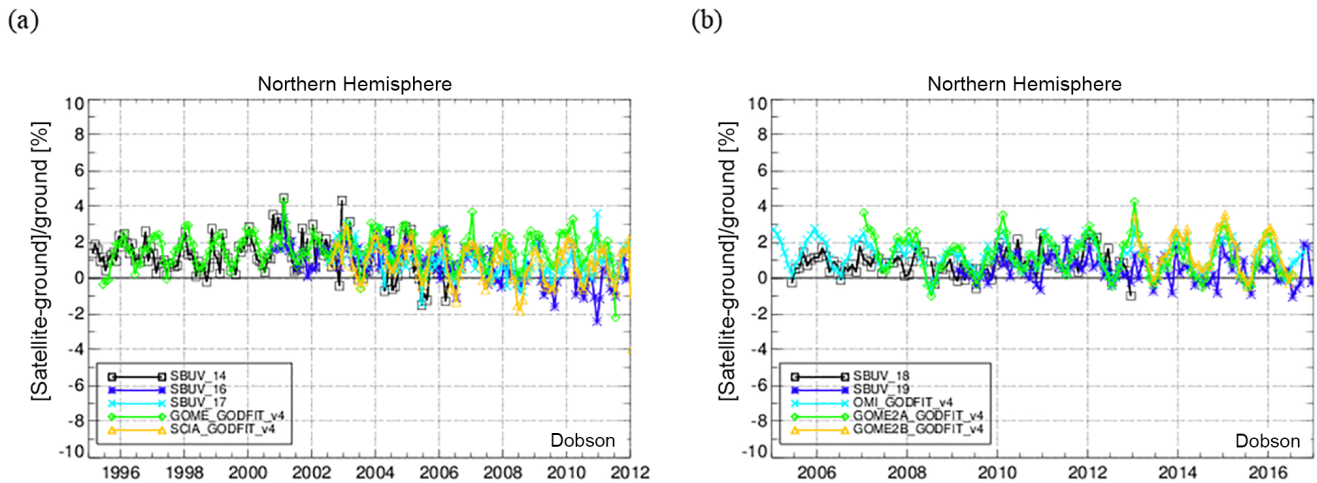 (a)
(b)
Northern Hemisphere
Northern Hemisphere
[Satellite-ground]/ground [%]
10
8
6
4
2
0
-2
-4
-6
-8
-10
SBUV_14
SBUV_16
SBUV_17
GOME_GODFIT_v4
SCIA_GODFIT_v4
Dobson
1996 1998 2000 2002 2004 2006 2008 2010 2012
[Satellite-ground]/ground [%]
10
8
6
4
2
0
-2
-4
-6
-8
-10
SBUV_18
SBUV_19
OMI_GODFIT_v4
GOME2A_GODFIT_v4
GOME2B_GODFIT_v4
Dobson
2006 2008 2010 2012 2014 2016